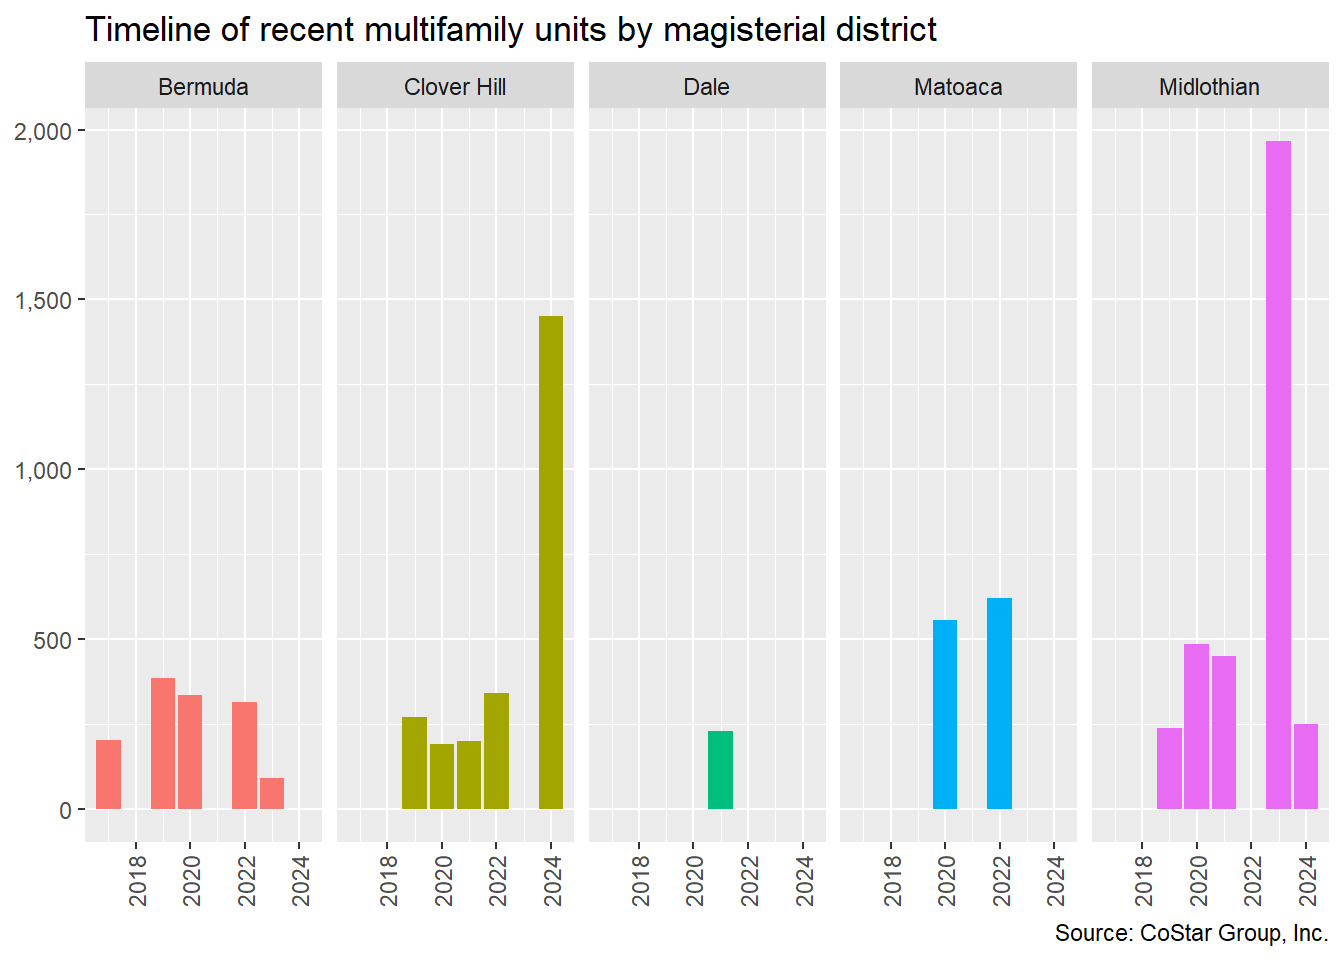 Timeline of recent multifamily units by magisterial district
Bermuda Clover Hill Dale Matoaca Midlothian
2,000
1,500
1,000
500
0
2018 2020 2022 2024 2018 2020 2022 2024 2018 2020 2022 2024 2018 2020 2022 2024 2018 2020 2022 2024
Source: CoStar Group, Inc.